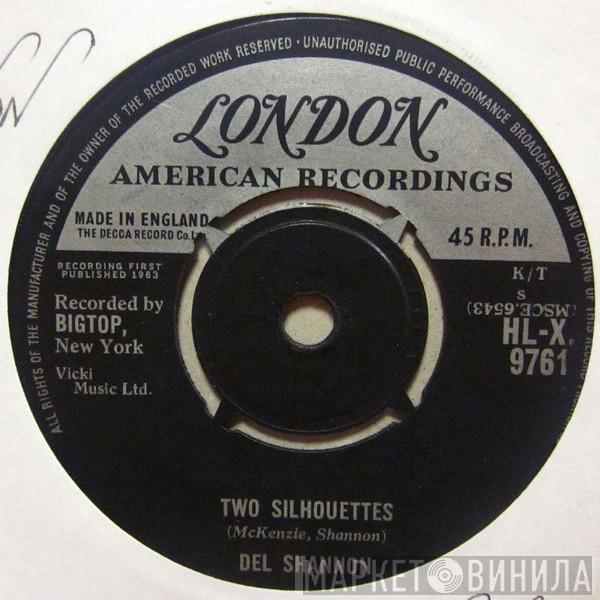 ALL RIGHTS OF THE MANUFACTURER AND OF THE OWNER OF THE RECORDED WORK RESERVED · UNAUTHORISED PUBLIC PERFORMANCE BROADCASTING AND COPYING OF THIS RECORD
LONDON
AMERICAN RECORDINGS
MADE IN ENGLAND
THE DECCA RECORD Co. L
45 R.P.M.
RECORDING FIRST
PUBLISHED 1963
K/T
s
(MSCE.6543)
Recorded by
BIGTOP,
New York
HL-X.
9761
Vicki
Music Ltd.
TWO SILHOUETTES
(McKenzie, Shannon)
DEL SHANNON
МАРКЕТ ВИНИЛА